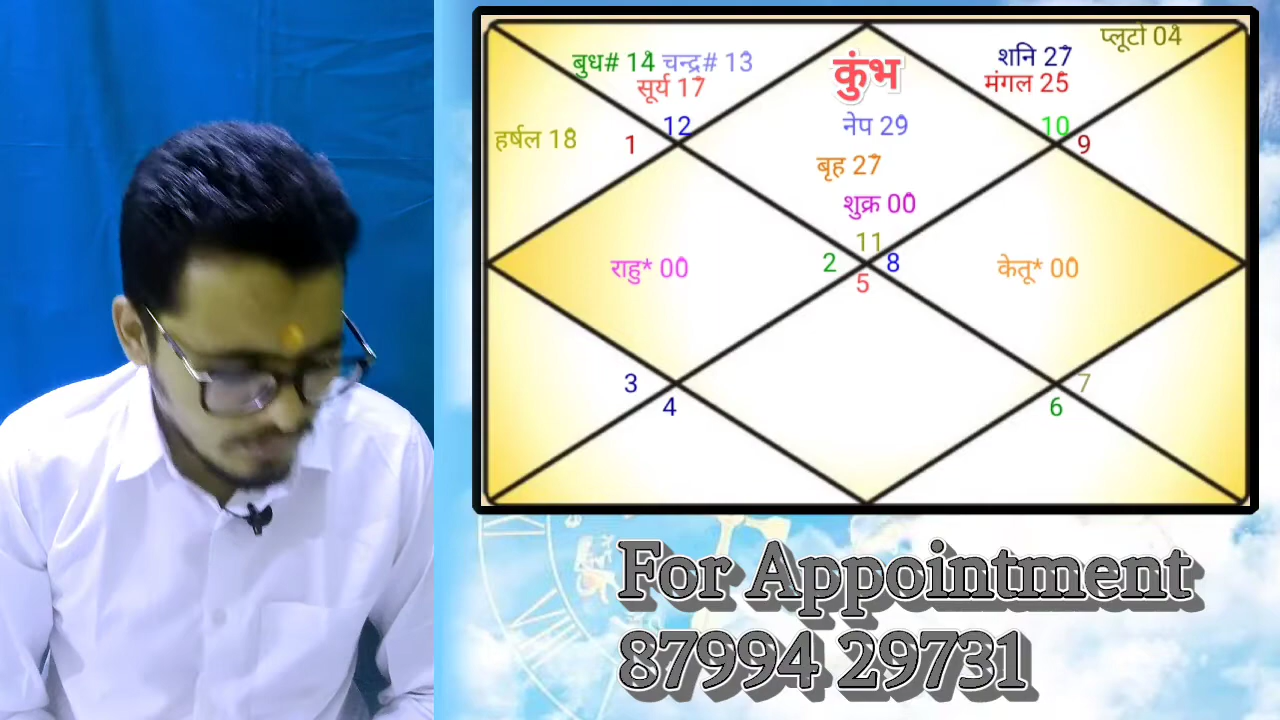 बुध# 14° चन्द्र# 13°
सूर्य 17°
12
हर्षल 18°
1
कुंभ
नेप 29°
बृह 27°
शुक्र 00°
11
2
8
5
प्लूटो 04°
शनि 27°
मंगल 25°
10
9
राहु* 00°
केतू* 00°
3
4
7
6
For Appointment
87994 29731